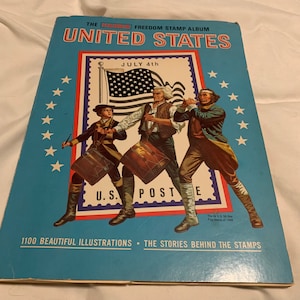 THE FREEDOM STAMP ALBUM
UNITED STATES
JULY 4th
U.S. POSTAGE
1100 BEAUTIFUL ILLUSTRATIONS • THE STORIES BEHIND THE STAMPS